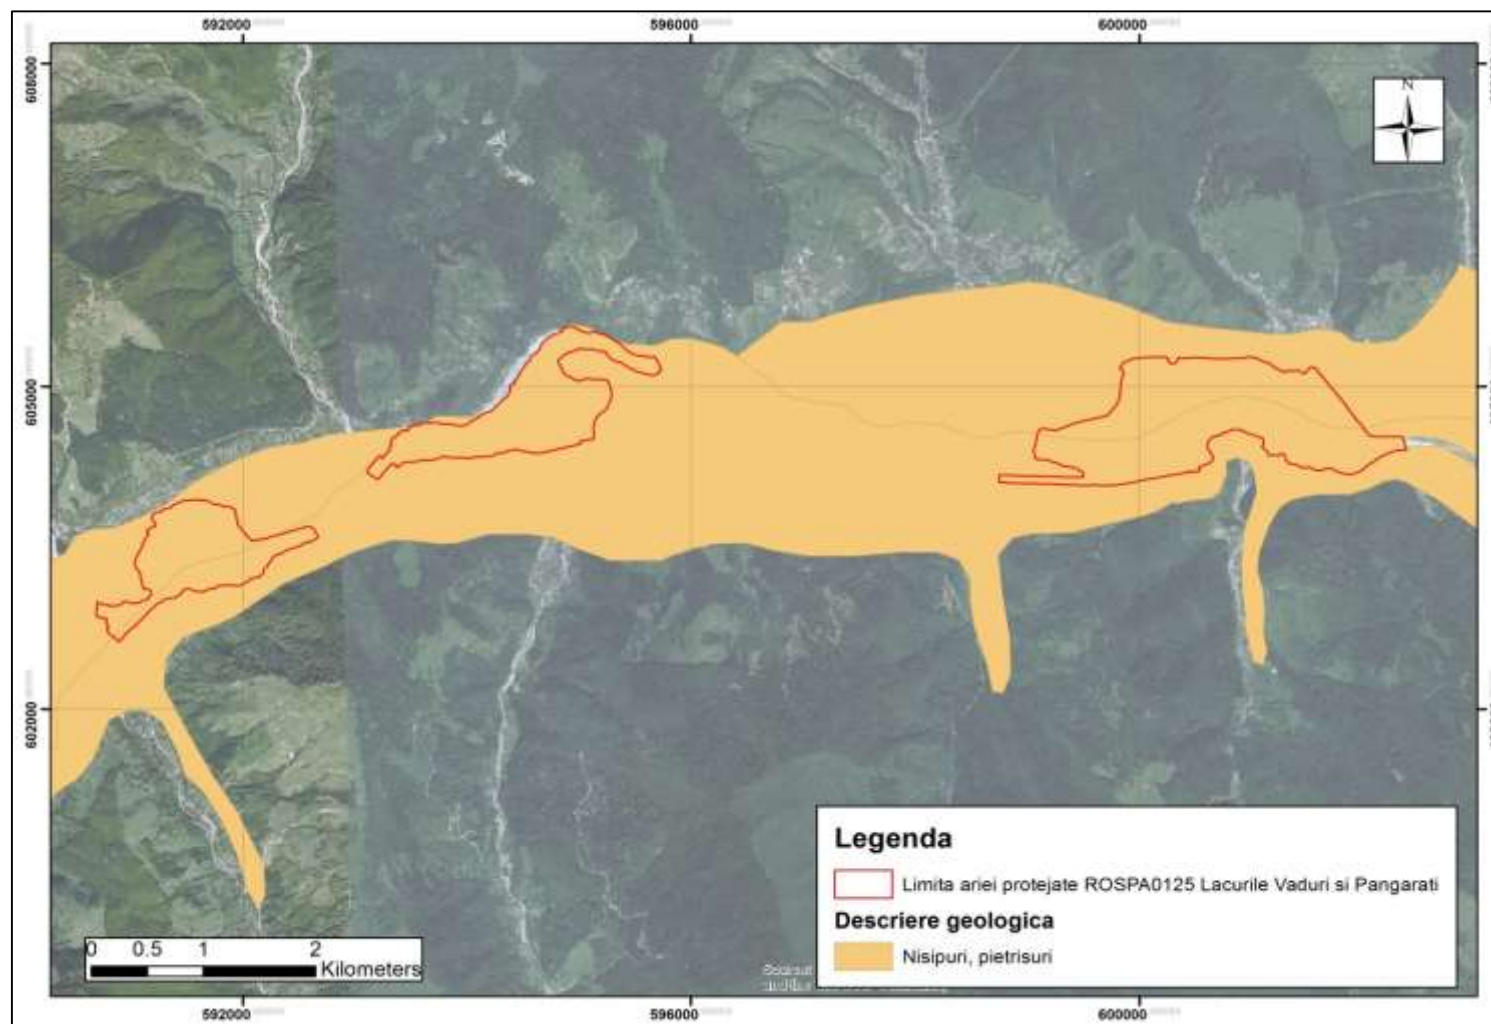 592000
596000
600000
608000
N
605000
602000
Legenda
Limita ariei protejate ROSPA0125 Lacurile Vaduri si Pangarati
Descriere geologica
Nisipuri, pietrisuri
0 0.5 1 2
Kilometers
592000
596000
600000